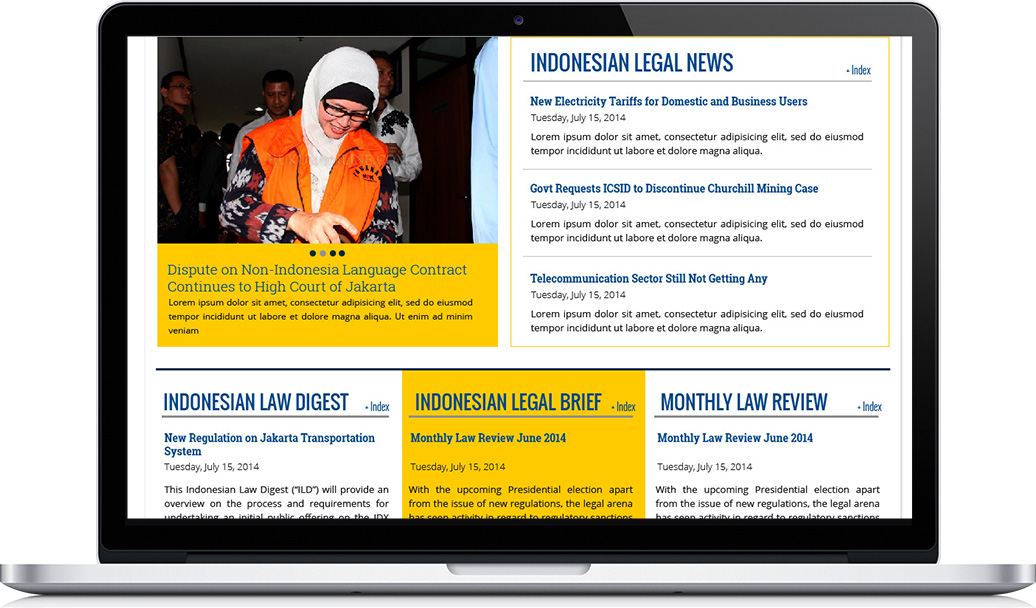 Dispute on Non-Indonesia Language Contract
Continues to High Court of Jakarta
Lorem ipsum dolor sit amet, consectetur adipisicing elit, sed do eiusmod
tempor incididunt ut labore et dolore magna aliqua. Ut enim ad minim
veniam
INDONESIAN LEGAL NEWS
+ Index
New Electricity Tariffs for Domestic and Business Users
Tuesday, July 15, 2014
Lorem ipsum dolor sit amet, consectetur adipisicing elit, sed do eiusmod
tempor incididunt ut labore et dolore magna aliqua.
Govt Requests ICSID to Discontinue Churchill Mining Case
Tuesday, July 15, 2014
Lorem ipsum dolor sit amet, consectetur adipisicing elit, sed do eiusmod
tempor incididunt ut labore et dolore magna aliqua.
Telecommunication Sector Still Not Getting Any
Tuesday, July 15, 2014
Lorem ipsum dolor sit amet, consectetur adipisicing elit, sed do eiusmod
tempor incididunt ut labore et dolore magna aliqua.
INDONESIAN LAW DIGEST
+ Index
New Regulation on Jakarta Transportation
System
Tuesday, July 15, 2014
This Indonesian Law Digest ("ILD") will provide an
overview on the process and requirements for
undertaking an initial public offering on the IDX
INDONESIAN LEGAL BRIEF
+ Index
Monthly Law Review June 2014
Tuesday, July 15, 2014
With the upcoming Presidential election apart
from the issue of new regulations, the legal arena
has seen activity in regard to regulatory sanctions
MONTHLY LAW REVIEW
+ Index
Monthly Law Review June 2014
Tuesday, July 15, 2014
With the upcoming Presidential election apart
from the issue of new regulations, the legal arena
has seen activity in regard to regulatory sanctions